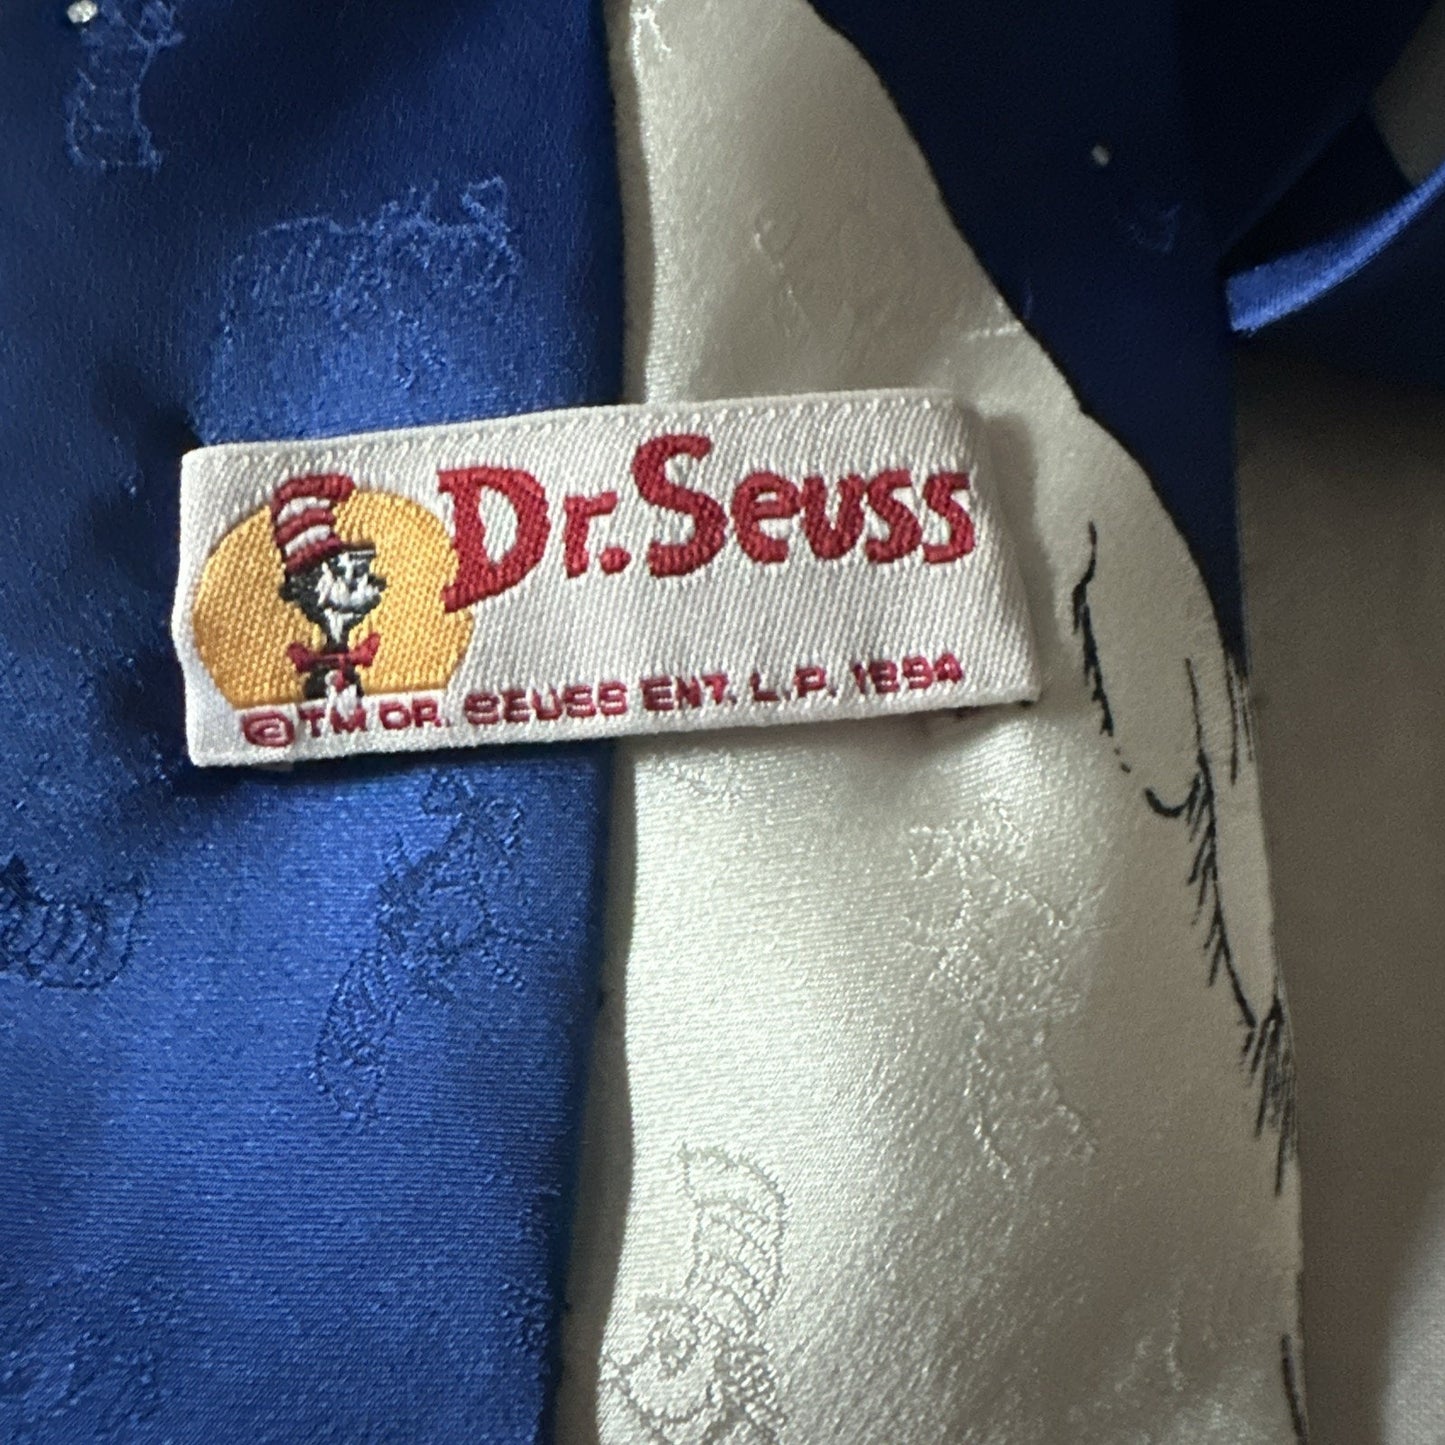 Dr. Seuss
©TM DR. SEUSS ENT. L.P. 1994